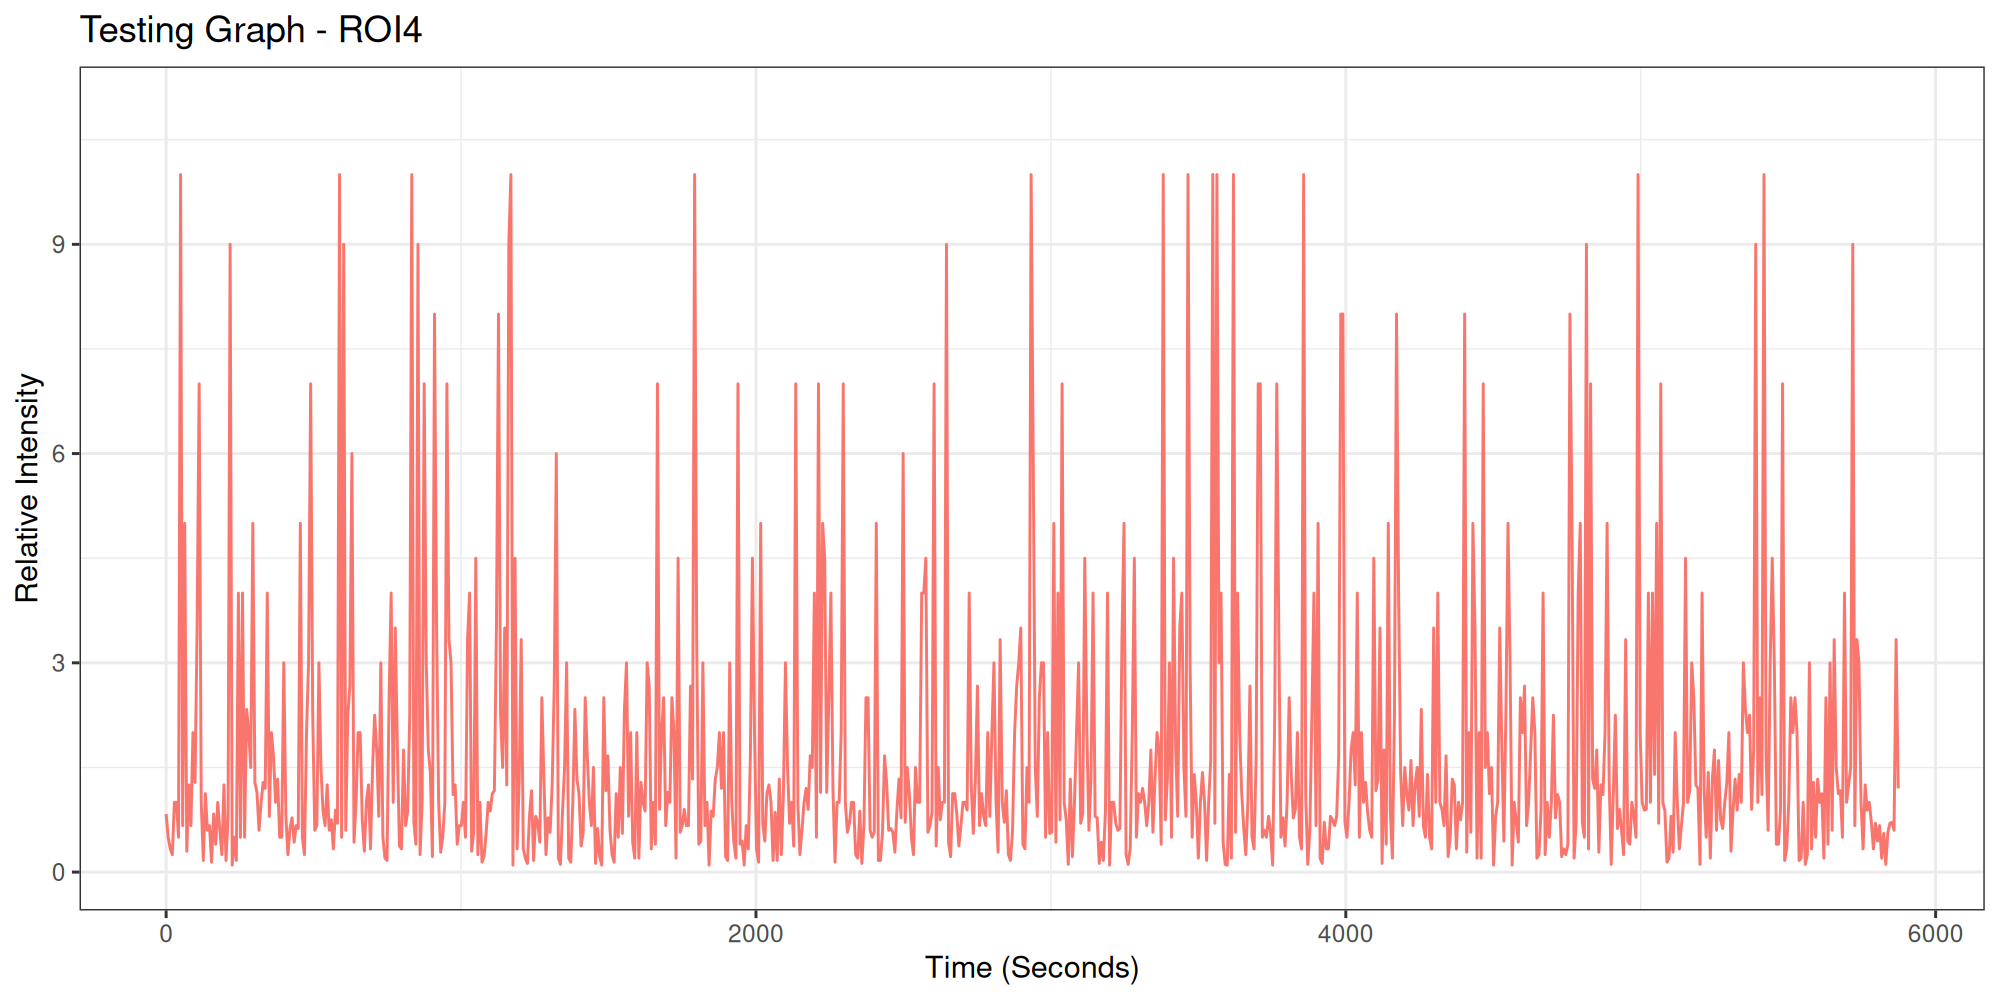 Testing Graph - ROI4
9
6
3
0
Relative Intensity
0 2000 4000 6000
Time (Seconds)